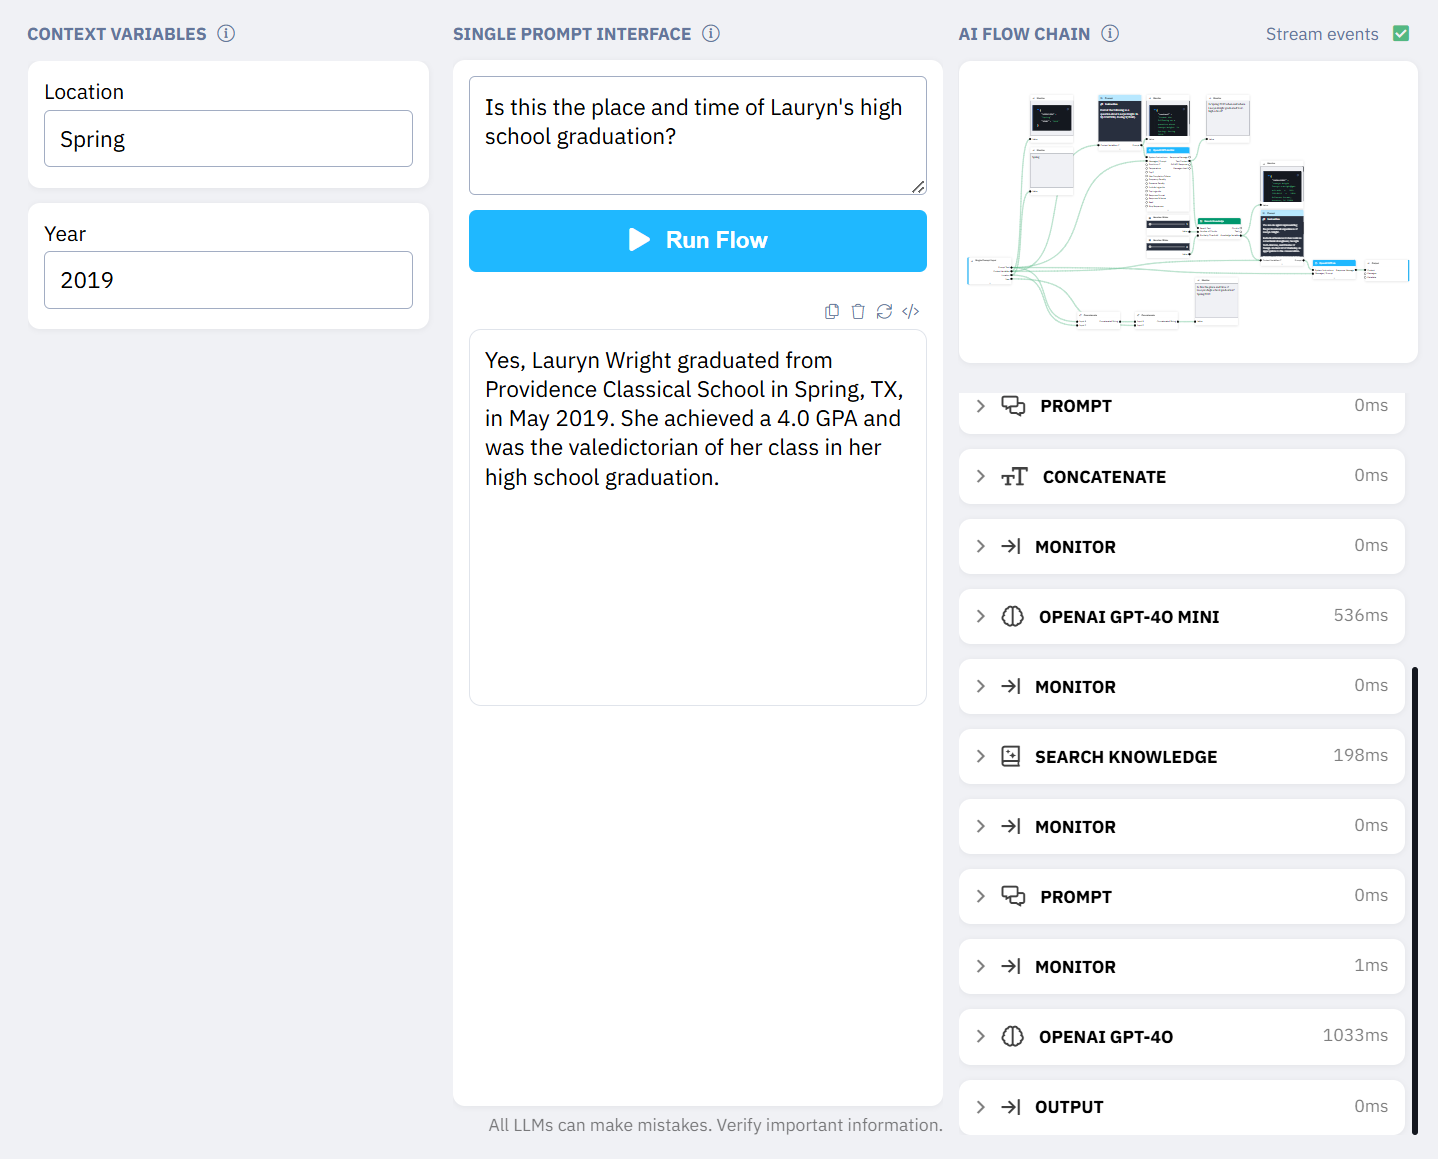 CONTEXT VARIABLES
Location
Spring
Year
2019
SINGLE PROMPT INTERFACE
Is this the place and time of Lauryn's high
school graduation?
Run Flow
Yes, Lauryn Wright graduated from
Providence Classical School in Spring, TX,
in May 2019. She achieved a 4.0 GPA and
was the valedictorian of her class in her
high school graduation.
All LLMs can make mistakes. Verify important information.
AI FLOW CHAIN
Stream events
PROMPT 0ms
CONCATENATE 0ms
MONITOR 0ms
OPENAI GPT-4O MINI 536ms
MONITOR 0ms
SEARCH KNOWLEDGE 198ms
MONITOR 0ms
PROMPT 0ms
MONITOR 1ms
OPENAI GPT-4O 1033ms
OUTPUT 0ms